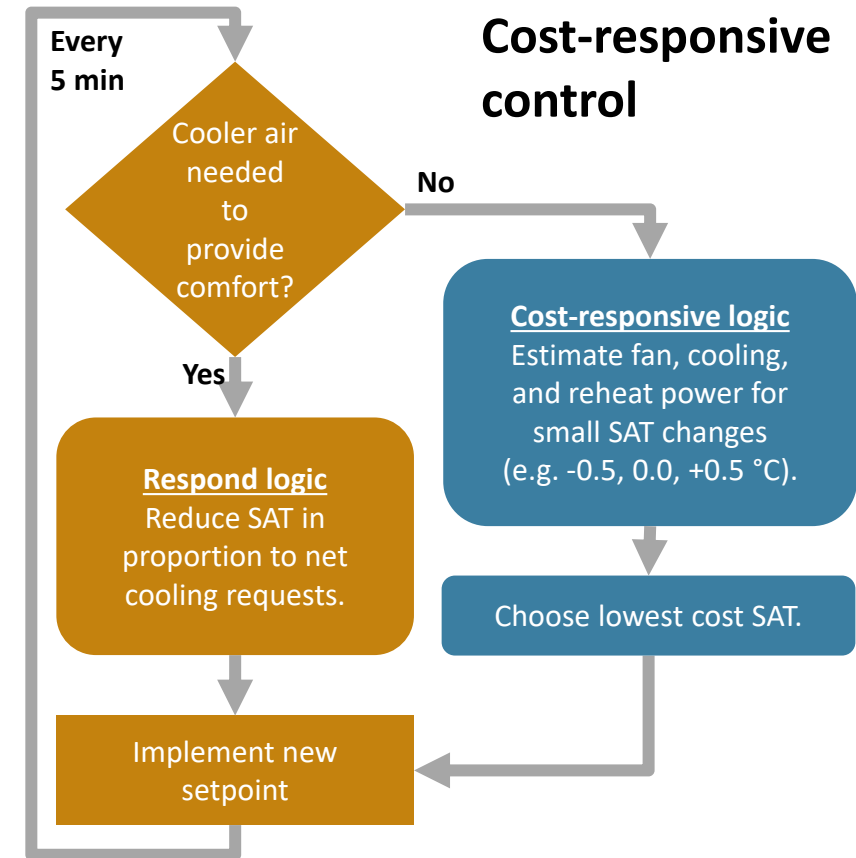 Cost-responsive
control
Every
5 min
Cooler air
needed
to
provide
comfort?
No
Yes
Cost-responsive logic
Estimate fan, cooling,
and reheat power for
small SAT changes
(e.g. -0.5, 0.0, +0.5 °C).
Respond logic
Reduce SAT in
proportion to net
cooling requests.
Choose lowest cost SAT.
Implement new
setpoint